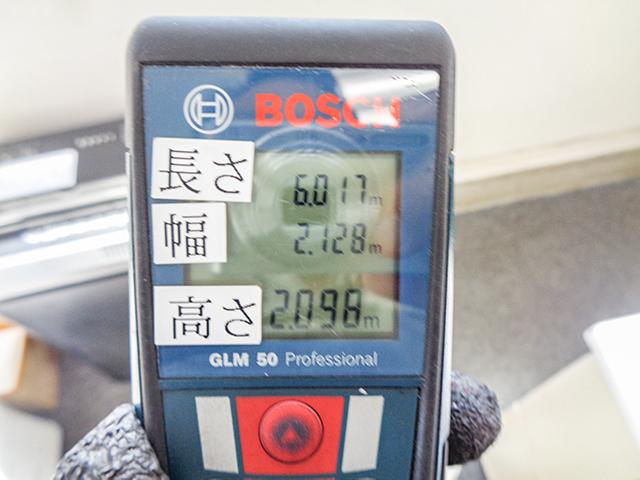 BOSCH
長さ 6.017m
幅 2.128m
高さ 2.098m
GLM 50 Professional